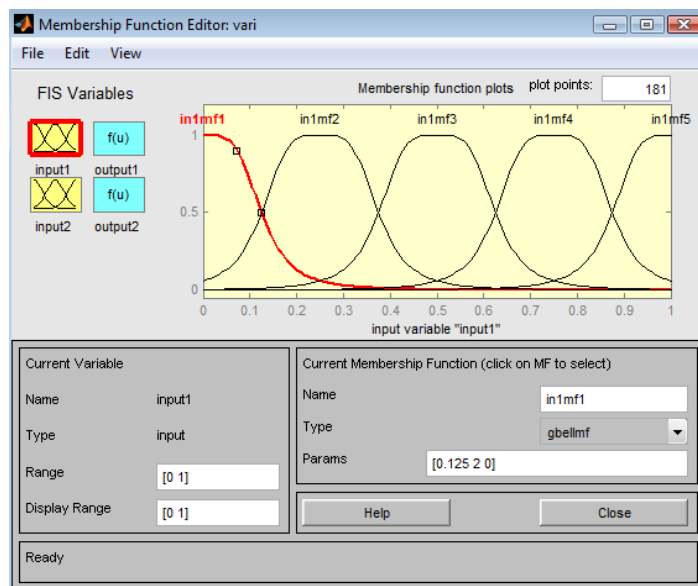 Membership Function Editor: vari
File Edit View
FIS Variables
Membership function plots plot points: 181
f(u)
input1 output1
f(u)
input2 output2
in1mf1 in1mf2 in1mf3 in1mf4 in1mf5
1
0.5
0
0 0.1 0.2 0.3 0.4 0.5 0.6 0.7 0.8 0.9 1
input variable "input1"
Current Variable
Name input1
Type input
Range [0 1]
Display Range [0 1]
Current Membership Function (click on MF to select)
Name in1mf1
Type gbellmf
Params [0.125 2 0]
Help Close
Ready